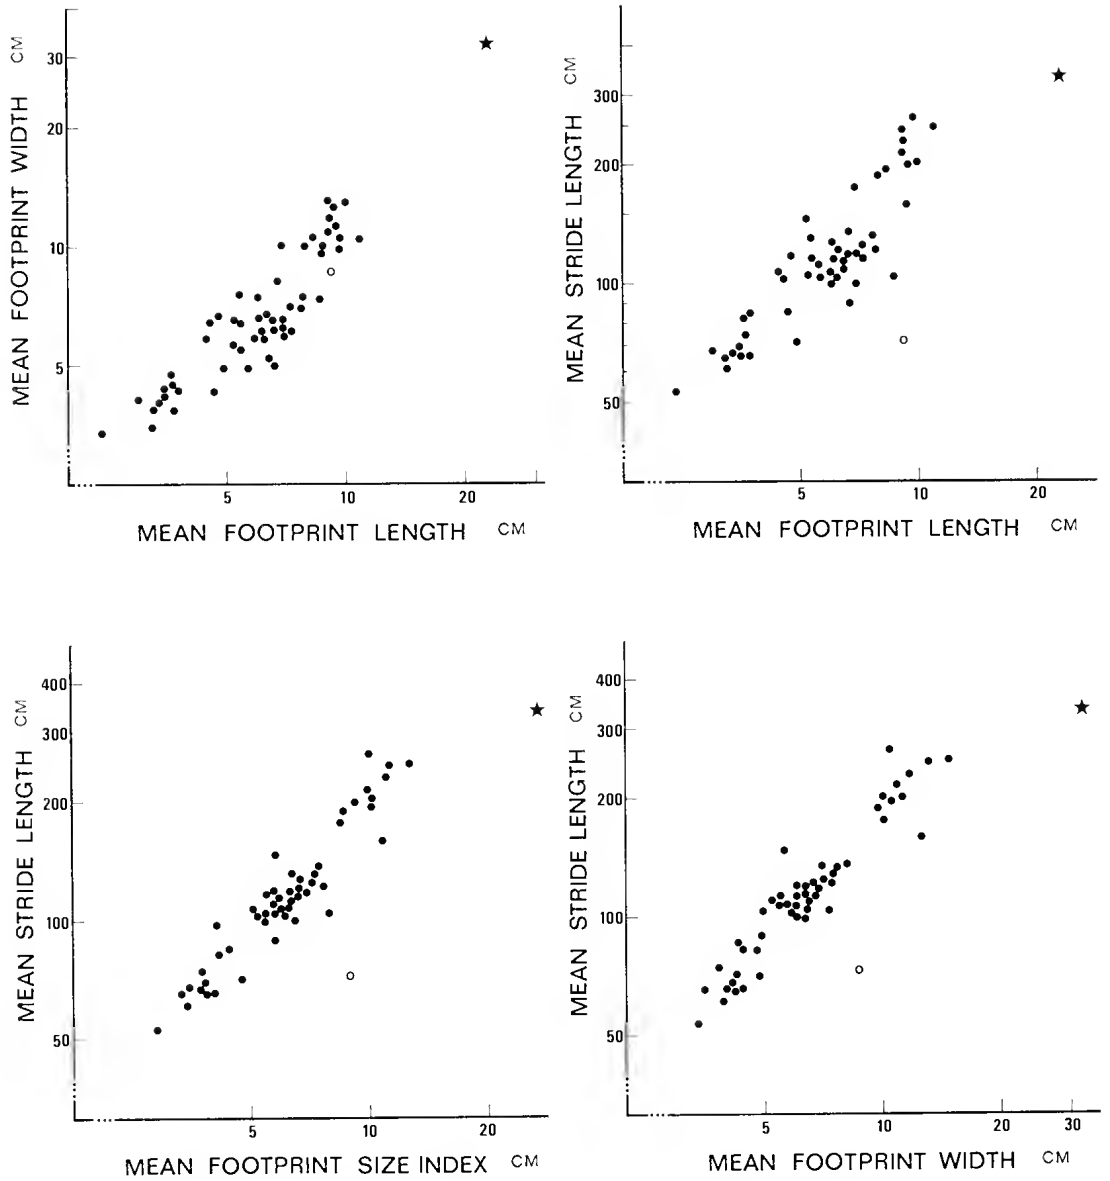 MEAN FOOTPRINT WIDTH CM
30
20
10
5
5 10 20
MEAN FOOTPRINT LENGTH CM
MEAN STRIDE LENGTH CM
300
200
100
50
5 10 20
MEAN FOOTPRINT LENGTH CM
MEAN STRIDE LENGTH CM
400
300
200
100
50
5 10 20
MEAN FOOTPRINT SIZE INDEX CM
MEAN STRIDE LENGTH CM
400
300
200
100
50
5 10 20 30
MEAN FOOTPRINT WIDTH CM